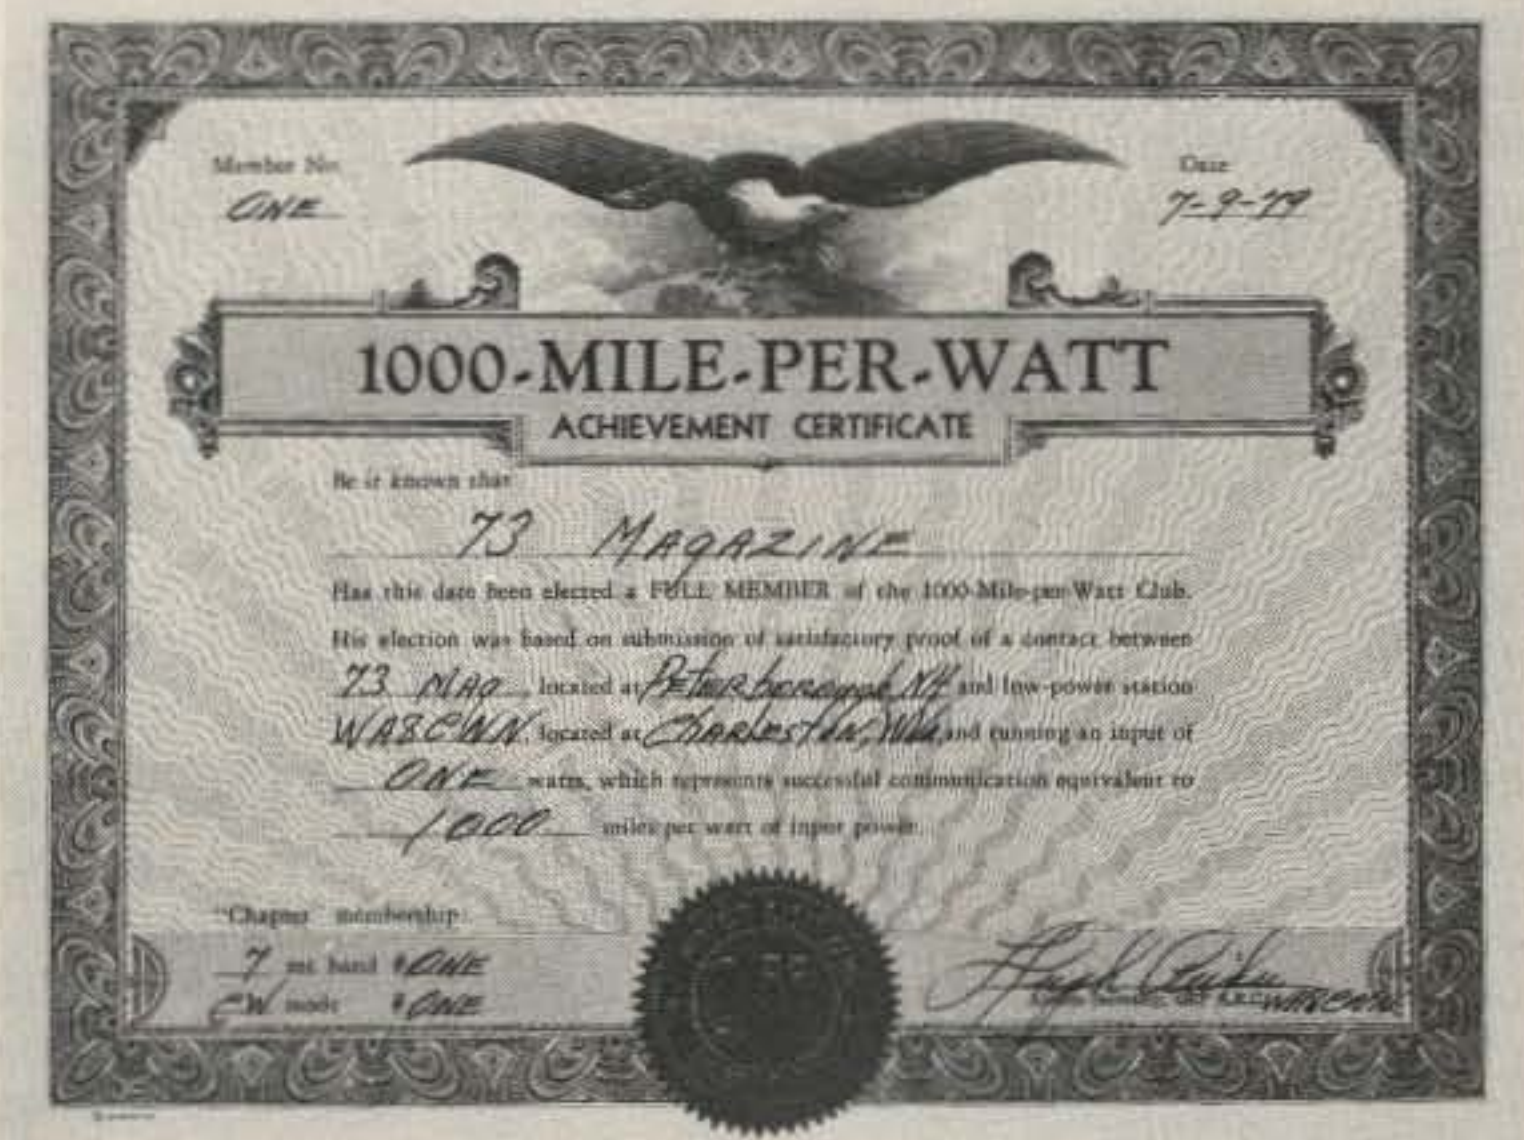 Member No.
ONE
Date
7-9-79
1000-MILE-PER-WATT
ACHIEVEMENT CERTIFICATE
Be it known that
73 MAGAZINE
Has this date been elected a FULL MEMBER of the 1000-Mile-per-Watt Club.
His election was based on submission of satisfactory proof of a contact between
73 MAG located at Peterborough NH and low-power station
WA8CNN, located at CHARLESTON, WVa, and running an input of
ONE watts, which represents successful communication equivalent to
1000 miles per watt of input power.
"Chapter" membership:
7 mc band # ONE
CW mode # ONE